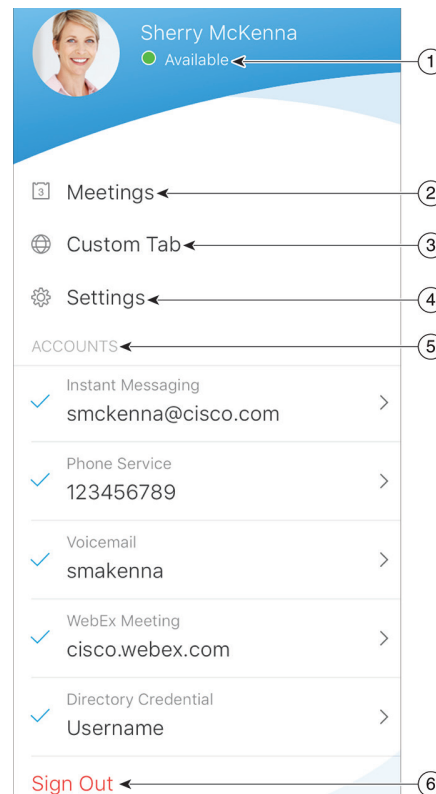 Sherry McKenna
Available
1
3
Meetings
2
Custom Tab
3
Settings
4
ACCOUNTS
5
Instant Messaging
smckenna@cisco.com
Phone Service
123456789
Voicemail
smakenna
WebEx Meeting
cisco.webex.com
Directory Credential
Username
Sign Out
6